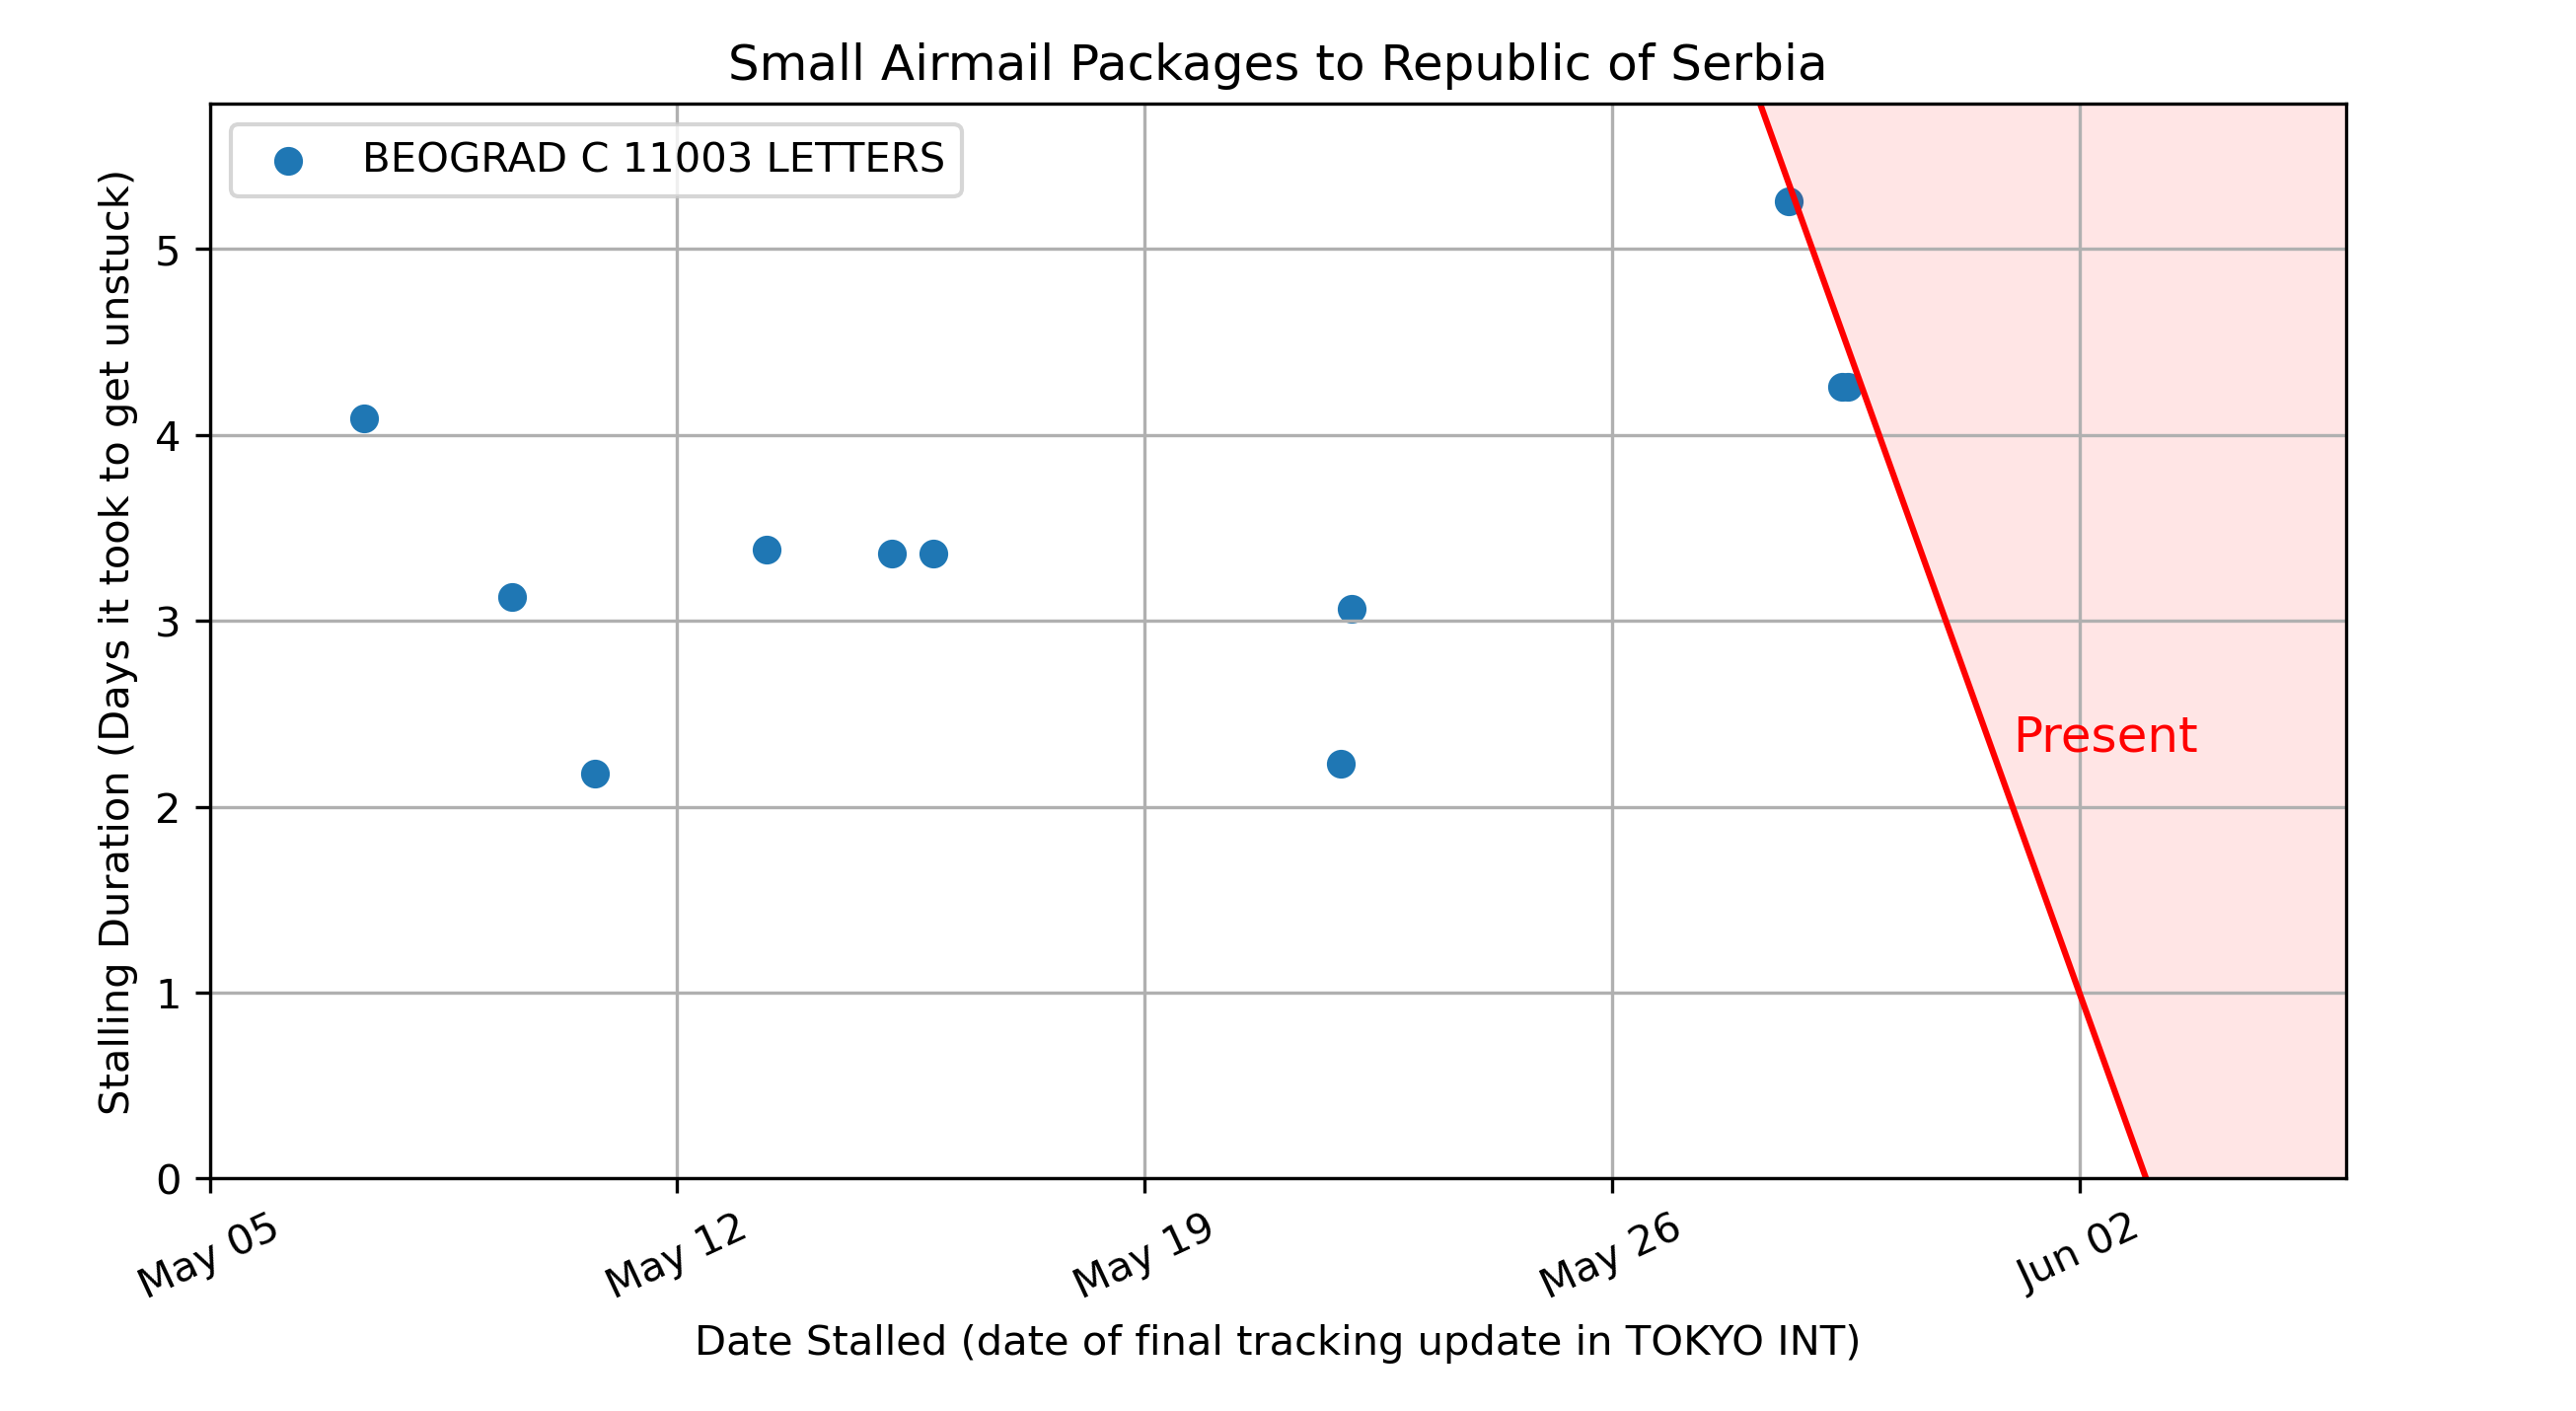 Small Airmail Packages to Republic of Serbia
BEOGRAD C 11003 LETTERS
Stalling Duration (Days it took to get unstuck)
5
4
3
2
1
0
Present
May 05
May 12
May 19
May 26
Jun 02
Date Stalled (date of final tracking update in TOKYO INT)